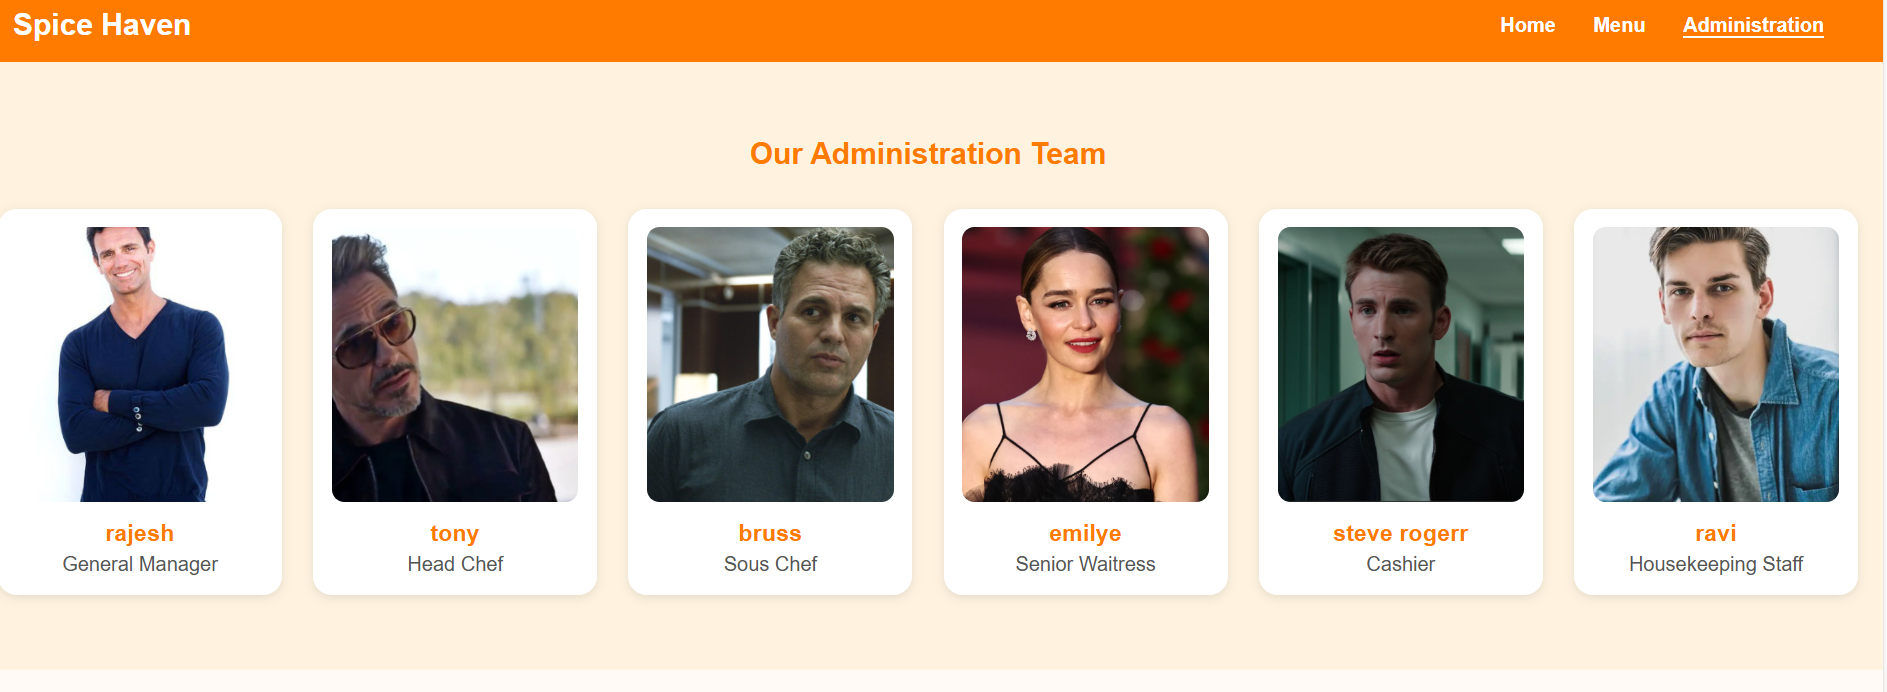 Spice Haven
Home Menu Administration
Our Administration Team
rajesh
General Manager
tony
Head Chef
bruss
Sous Chef
emilye
Senior Waitress
steve rogerr
Cashier
ravi
Housekeeping Staff